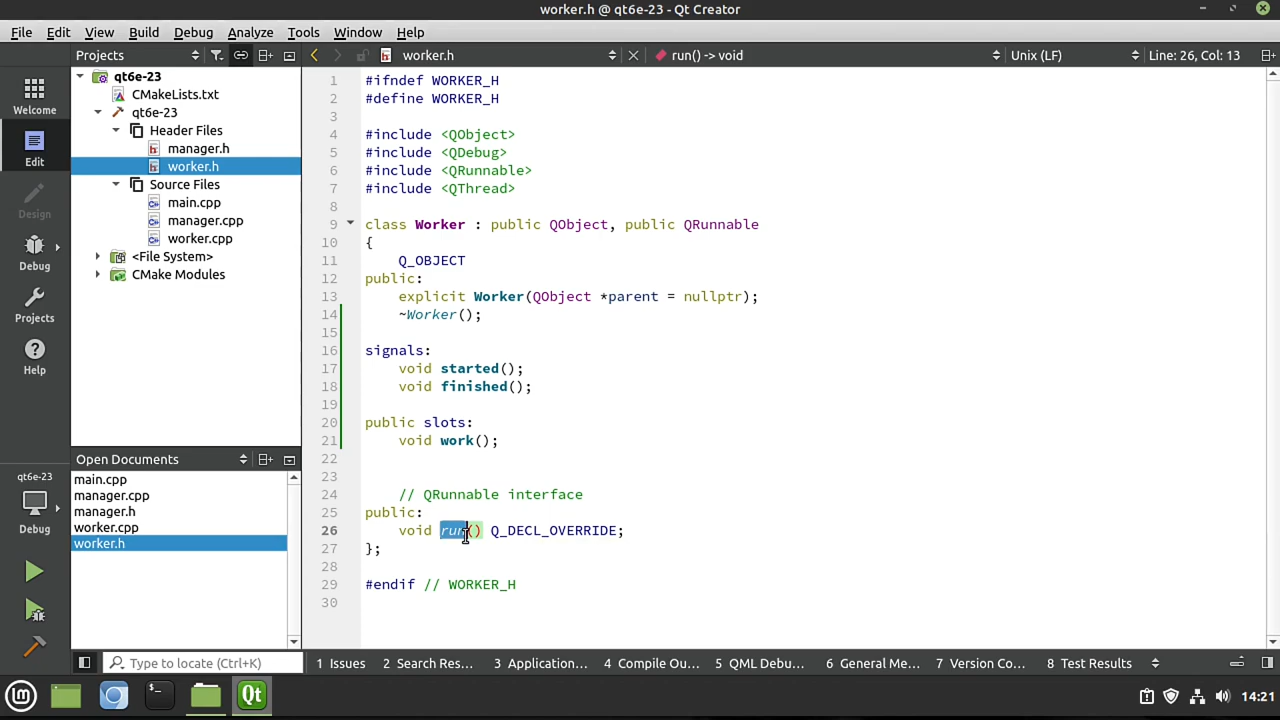 worker.h @ qt6e-23 - Qt Creator
File Edit View Build Debug Analyze Tools Window Help
Projects
worker.h
run() -> void
Unix (LF)
Line: 26, Col: 13
Welcome
Edit
Design
Debug
Projects
Help
qt6e-23
Debug
qt6e-23
CMakeLists.txt
qt6e-23
Header Files
manager.h
worker.h
Source Files
main.cpp
manager.cpp
worker.cpp
<File System>
CMake Modules
Open Documents
main.cpp
manager.cpp
manager.h
worker.cpp
worker.h
1 #ifndef WORKER_H
2 #define WORKER_H
3
4 #include <QObject>
5 #include <QDebug>
6 #include <QRunnable>
7 #include <QThread>
8
9 class Worker : public QObject, public QRunnable
10 {
11 Q_OBJECT
12 public:
13 explicit Worker(QObject *parent = nullptr);
14 ~Worker();
15
16 signals:
17 void started();
18 void finished();
19
20 public slots:
21 void work();
22
23
24 // QRunnable interface
25 public:
26 void run() Q_DECL_OVERRIDE;
27 };
28
29 #endif // WORKER_H
30
Type to locate (Ctrl+K)
1 Issues
2 Search Res...
3 Application...
4 Compile Ou...
5 QML Debu...
6 General Me...
7 Version Co...
8 Test Results
Qt
14:21